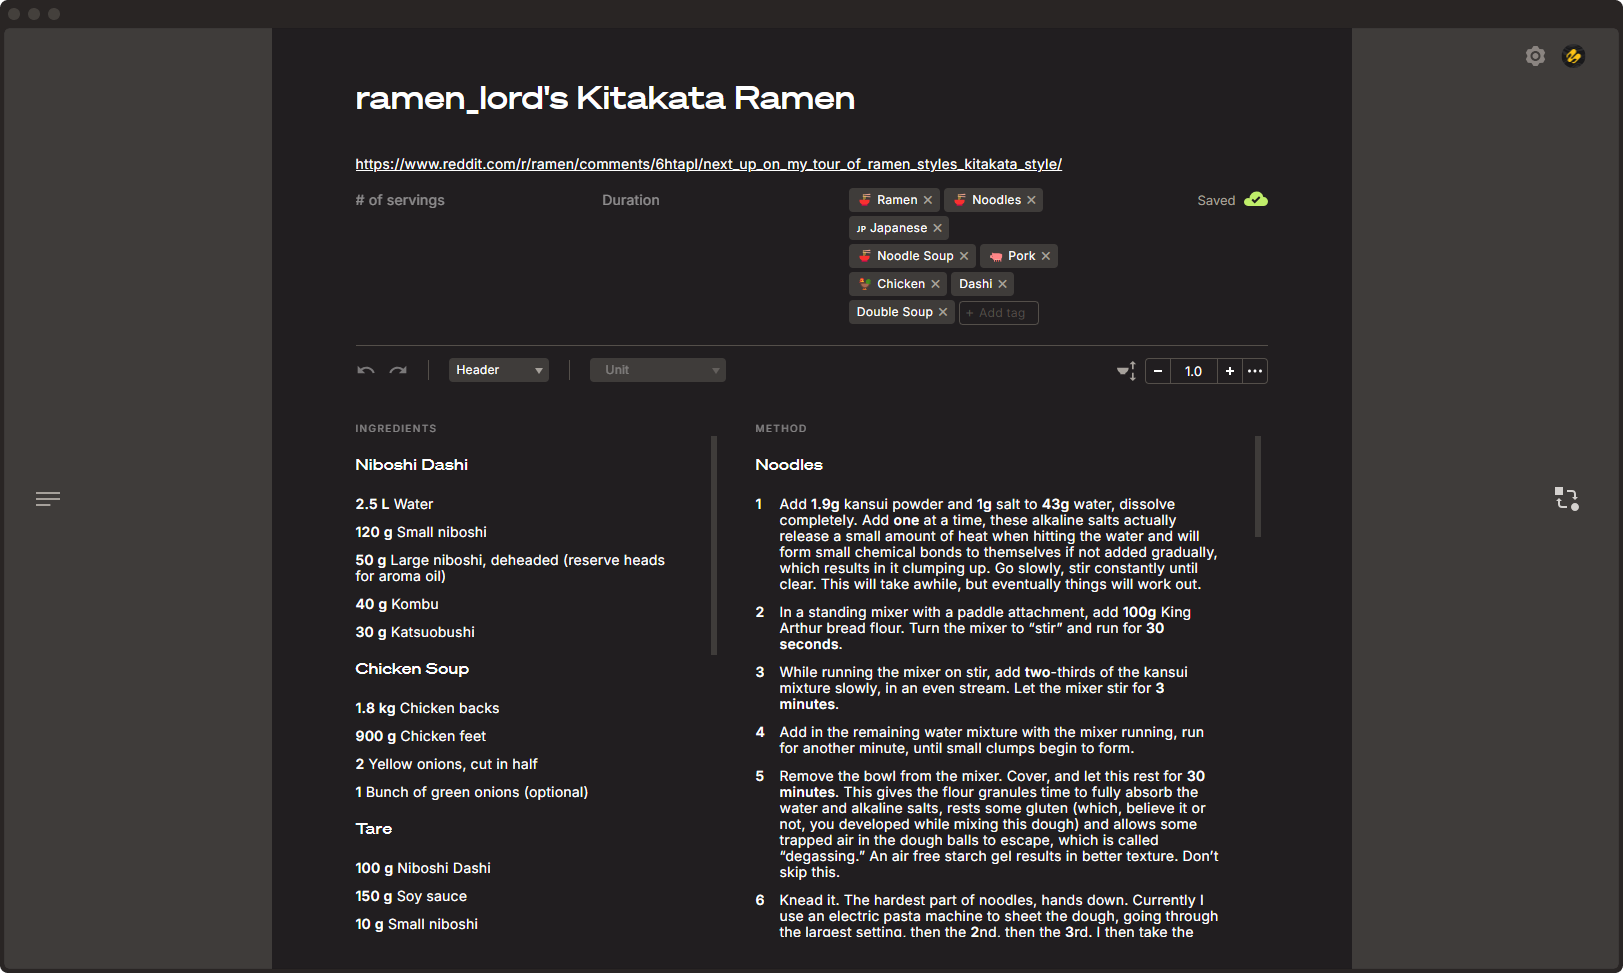 ramen_lord's Kitakata Ramen
https://www.reddit.com/r/ramen/comments/6htapl/next_up_on_my_tour_of_ramen_styles_kitakata_style/
# of servings
Duration
Ramen ×
Noodles ×
JP Japanese ×
Noodle Soup ×
Pork ×
Chicken ×
Dashi ×
Double Soup ×
+ Add tag
Saved
Header
Unit
− 1.0 + ...
INGREDIENTS
Niboshi Dashi
2.5 L Water
120 g Small niboshi
50 g Large niboshi, deheaded (reserve heads
for aroma oil)
40 g Kombu
30 g Katsuobushi
Chicken Soup
1.8 kg Chicken backs
900 g Chicken feet
2 Yellow onions, cut in half
1 Bunch of green onions (optional)
Tare
100 g Niboshi Dashi
150 g Soy sauce
10 g Small niboshi
METHOD
Noodles
1 Add 1.9g kansui powder and 1g salt to 43g water, dissolve
completely. Add one at a time, these alkaline salts actually
release a small amount of heat when hitting the water and will
form small chemical bonds to themselves if not added gradually,
which results in it clumping up. Go slowly, stir constantly until
clear. This will take awhile, but eventually things will work out.
2 In a standing mixer with a paddle attachment, add 100g King
Arthur bread flour. Turn the mixer to “stir” and run for 30
seconds.
3 While running the mixer on stir, add two-thirds of the kansui
mixture slowly, in an even stream. Let the mixer stir for 3
minutes.
4 Add in the remaining water mixture with the mixer running, run
for another minute, until small clumps begin to form.
5 Remove the bowl from the mixer. Cover, and let this rest for 30
minutes. This gives the flour granules time to fully absorb the
water and alkaline salts, rests some gluten (which, believe it or
not, you developed while mixing this dough) and allows some
trapped air in the dough balls to escape, which is called
“degassing.” An air free starch gel results in better texture. Don’t
skip this.
6 Knead it. The hardest part of noodles, hands down. Currently I
use an electric pasta machine to sheet the dough, going through
the largest setting, then the 2nd, then the 3rd. I then take the